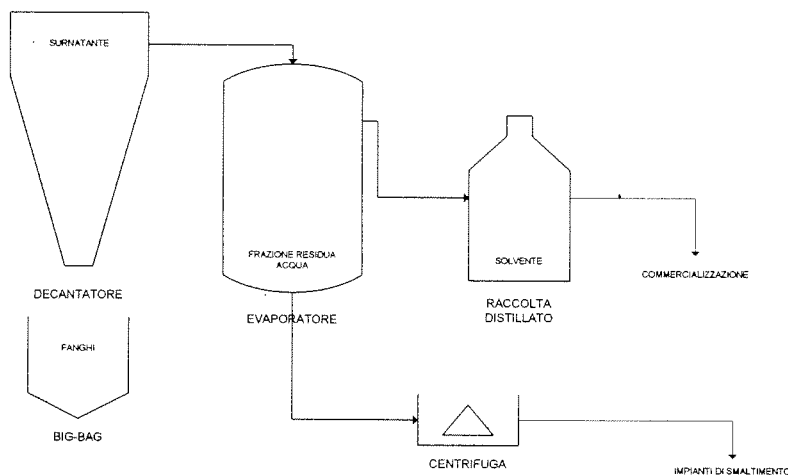 SURNATANTE
DECANTATORE
FANGHI
BIG-BAG
FRAZIONE RESIDUA
ACQUA
EVAPORATORE
SOLVENTE
RACCOLTA
DISTILLATO
COMMERCIALIZZAZIONE
CENTRIFUGA
IMPIANTI DI SMALTIMENTO